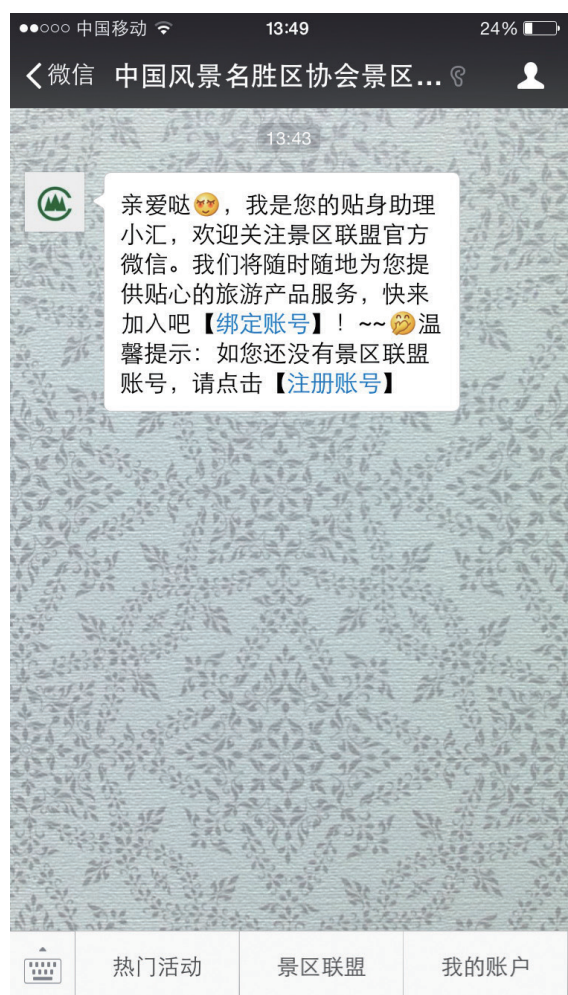 中国移动 13:49 24%
微信 中国风景名胜区协会景区...
13:43
亲爱哒😍，我是您的贴身助理
小汇，欢迎关注景区联盟官方
微信。我们将随时随地为您提
供贴心的旅游产品服务，快来
加入吧【绑定账号】！~~🤭温
馨提示：如您还没有景区联盟
账号，请点击【注册账号】
热门活动 景区联盟 我的账户